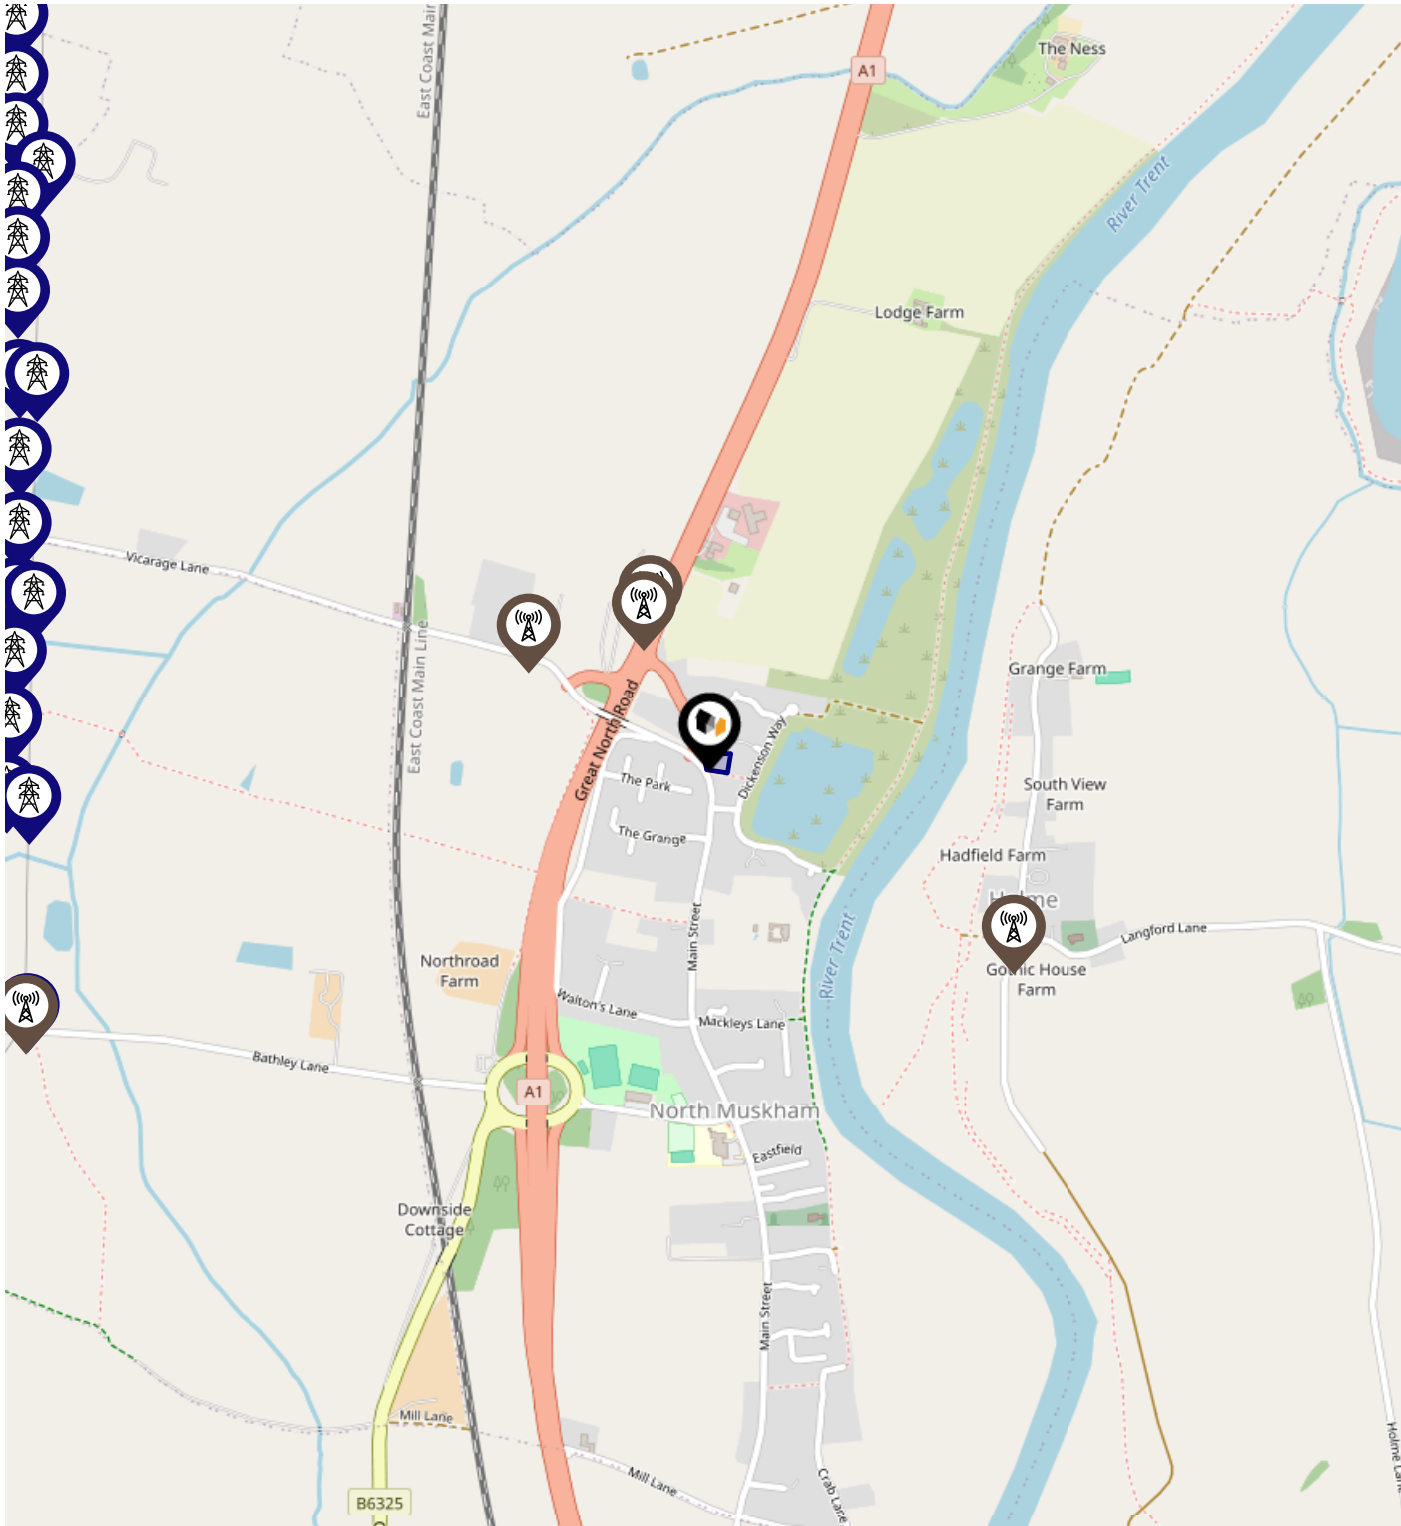 East Coast Main
The Ness
A1
River Trent
Lodge Farm
Vicarage Lane
East Coast Main Line
Great North Road
Grange Farm
Dickenson Way
The Park
South View
Farm
The Grange
Hadfield Farm
Main Street
River Trent
Langford Lane
Northroad
Farm
Gothic House
Farm
Walton's Lane
Mackleys Lane
Bathley Lane
A1
North Muskham
Eastfield
Downside
Cottage
Main Street
Mill Lane
Mill Lane
Crab Lane
Holme Lane
B6325